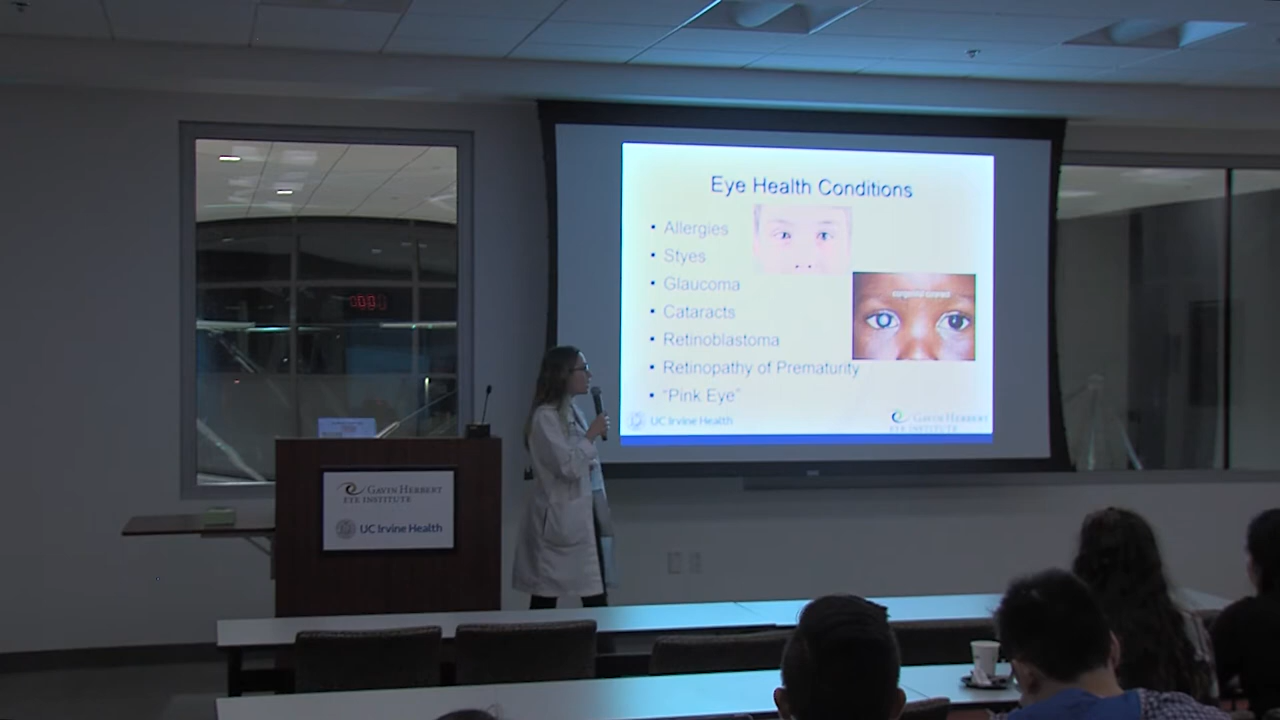 Eye Health Conditions
• Allergies
• Styes
• Glaucoma
• Cataracts
• Retinoblastoma
• Retinopathy of Prematurity
• “Pink Eye”
UC Irvine Health
GAVIN HERBERT
EYE INSTITUTE
GAVIN HERBERT
EYE INSTITUTE
UC Irvine Health